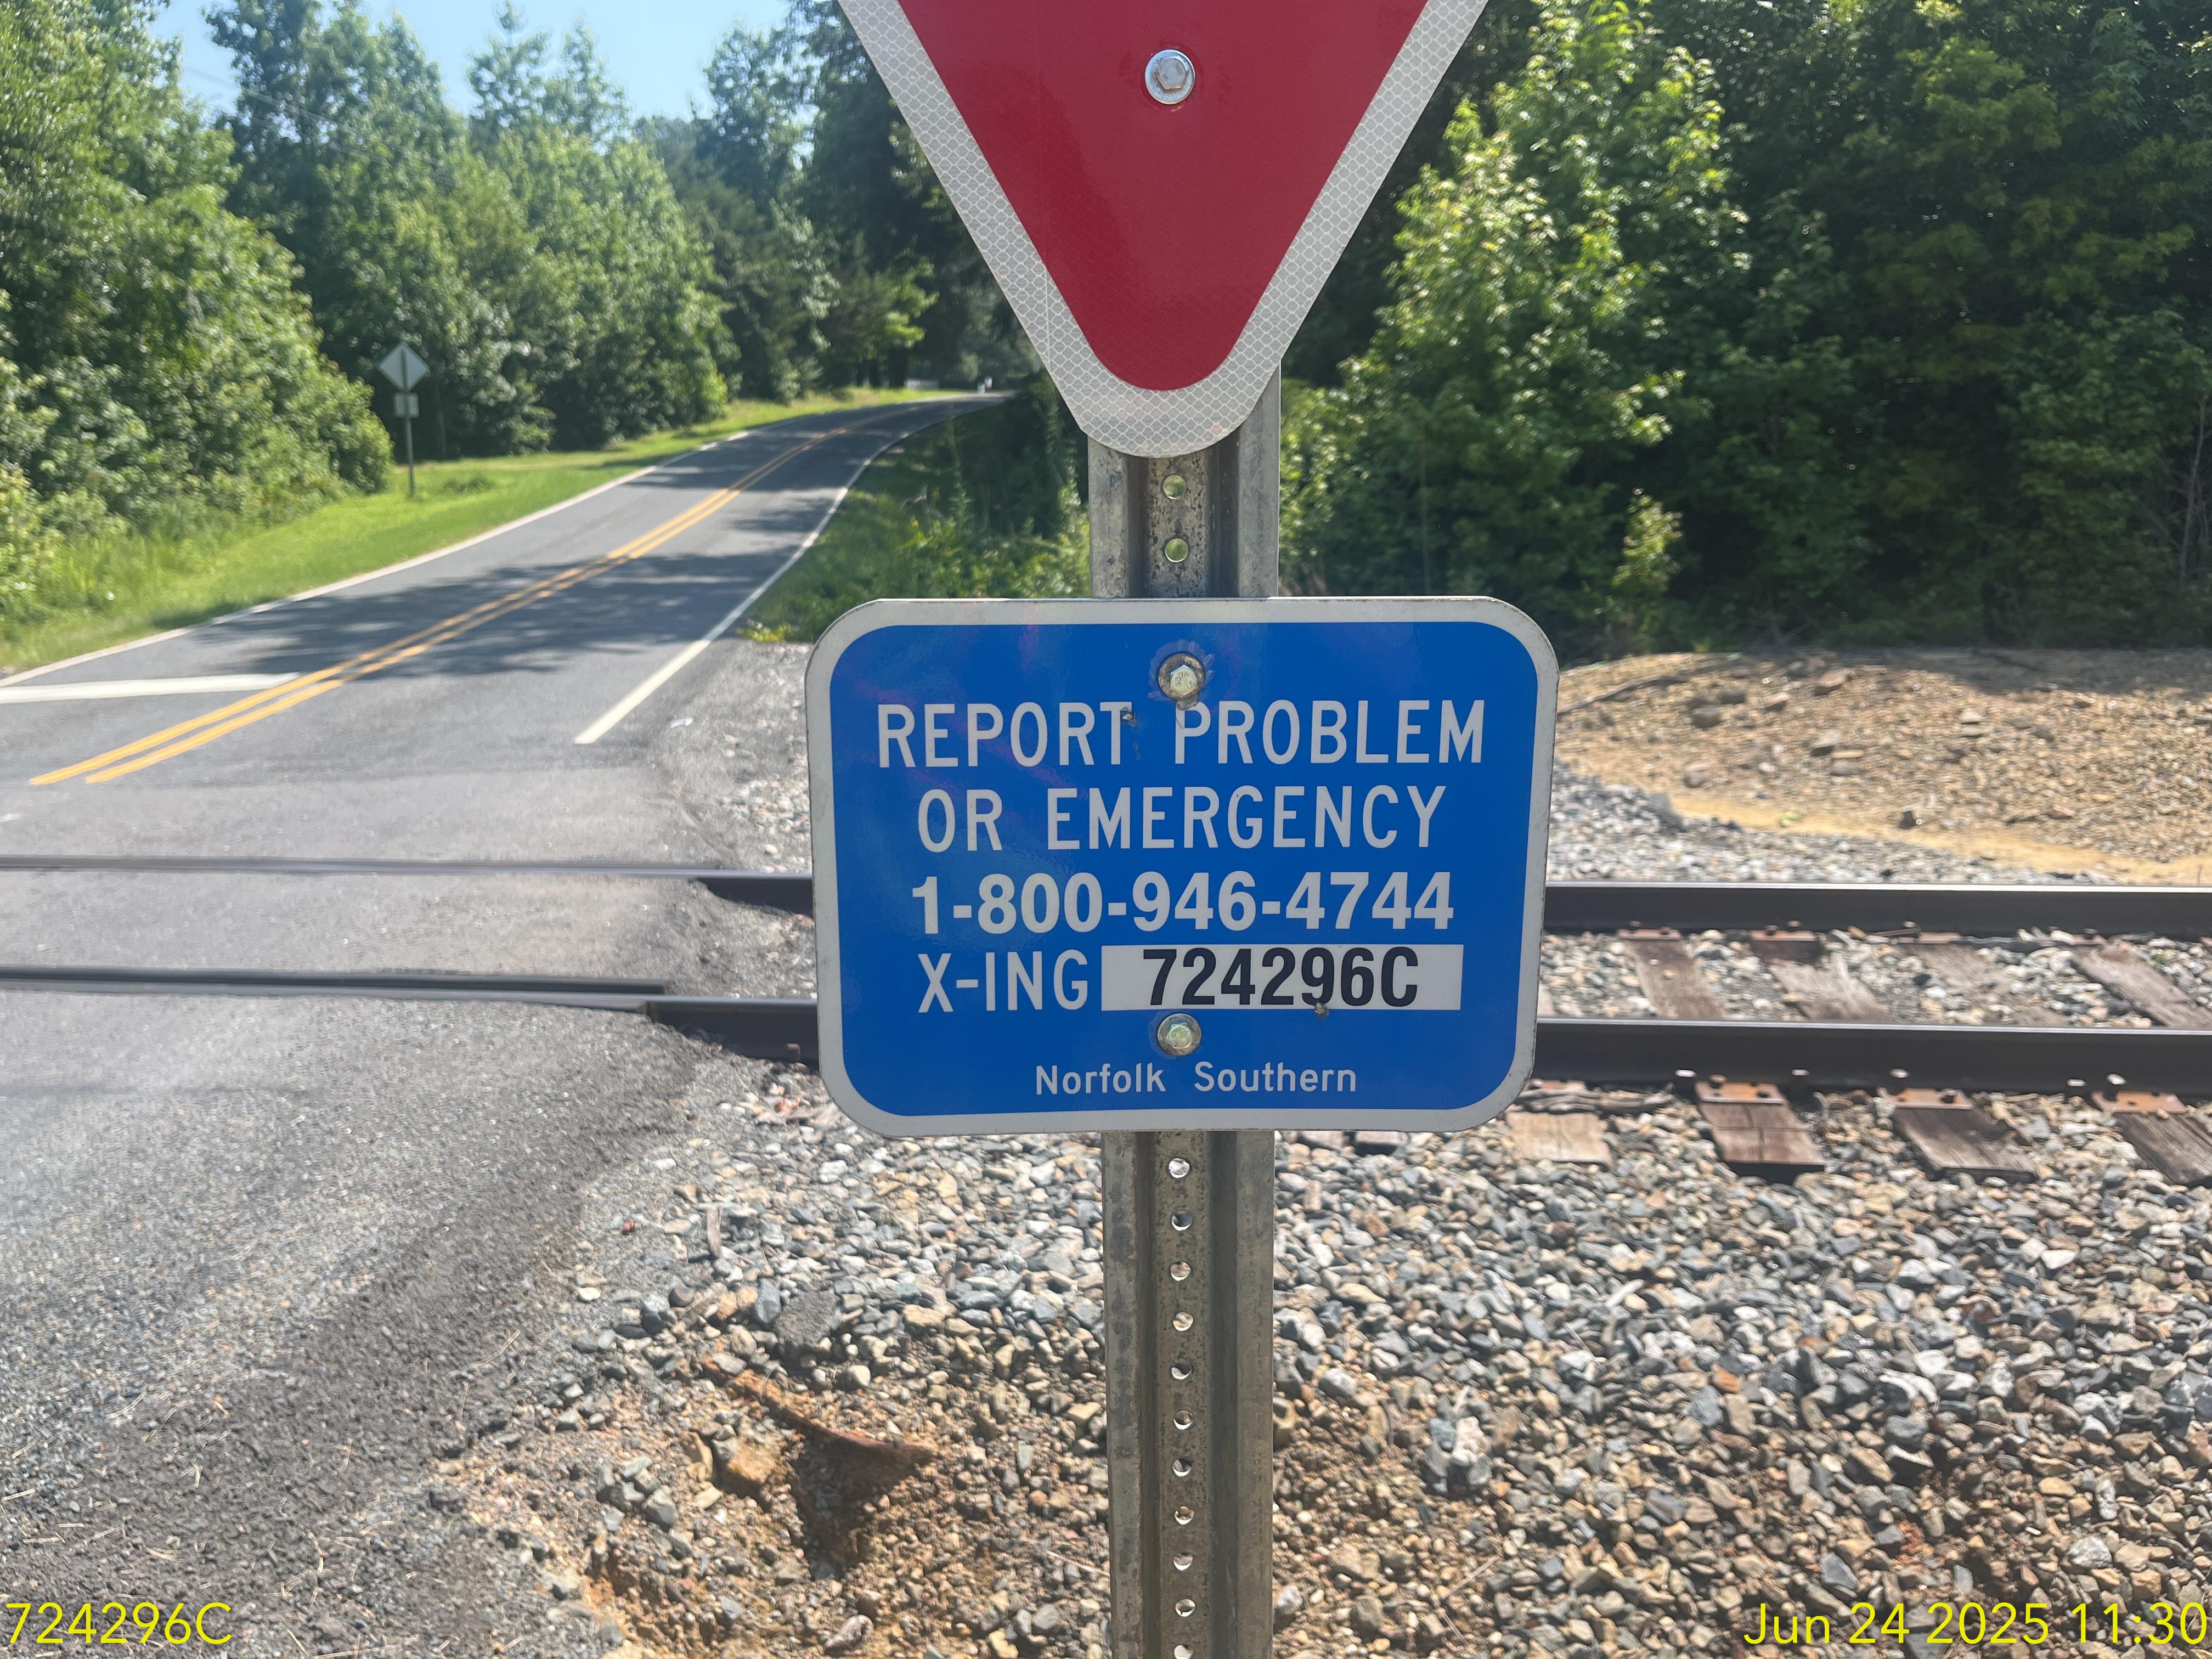 REPORT PROBLEM
OR EMERGENCY
1-800-946-4744
X-ING 724296C
Norfolk Southern
724296C
Jun 24 2025 11:30